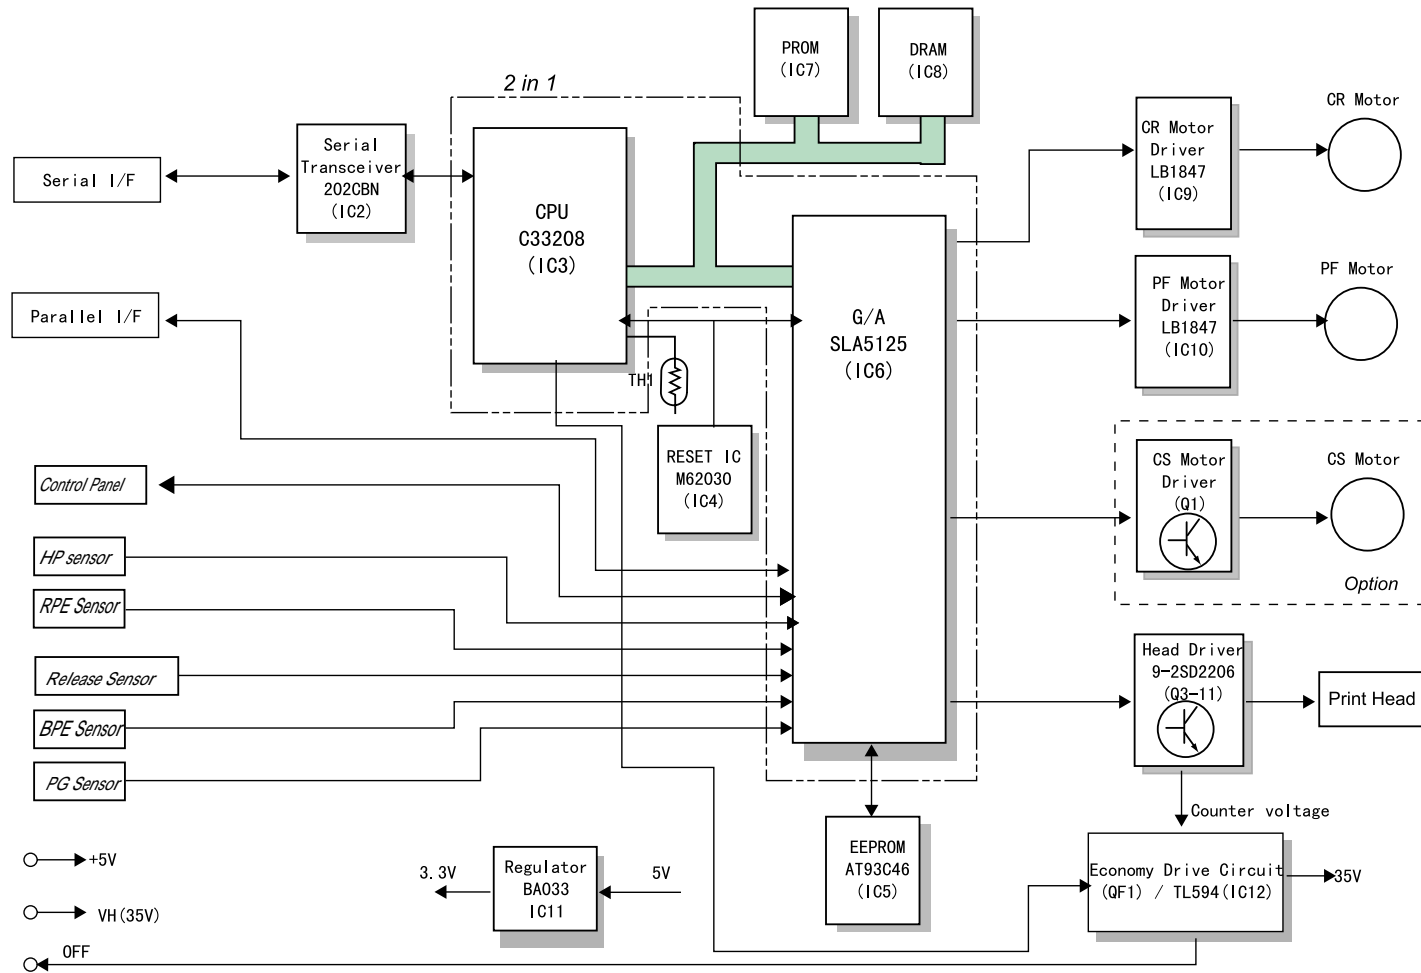 PROM
(IC7)
DRAM
(IC8)
2 in 1
CR Motor
Driver
LB1847
(IC9)
CR Motor
Serial
Transceiver
202CBN
(IC2)
Serial I/F
CPU
C33208
(IC3)
PF Motor
Driver
LB1847
(IC10)
PF Motor
Parallel I/F
G/A
SLA5125
(IC6)
TH1
RESET IC
M62030
(IC4)
CS Motor
Driver
(Q1)
CS Motor
Option
Control Panel
HP sensor
RPE Sensor
Release Sensor
BPE Sensor
PG Sensor
Head Driver
9-2SD2206
(Q3-11)
Print Head
Counter voltage
EEPROM
AT93C46
(IC5)
Economy Drive Circuit
(QF1) / TL594(IC12)
35V
3.3V
Regulator
BA033
IC11
5V
+5V
VH(35V)
OFF